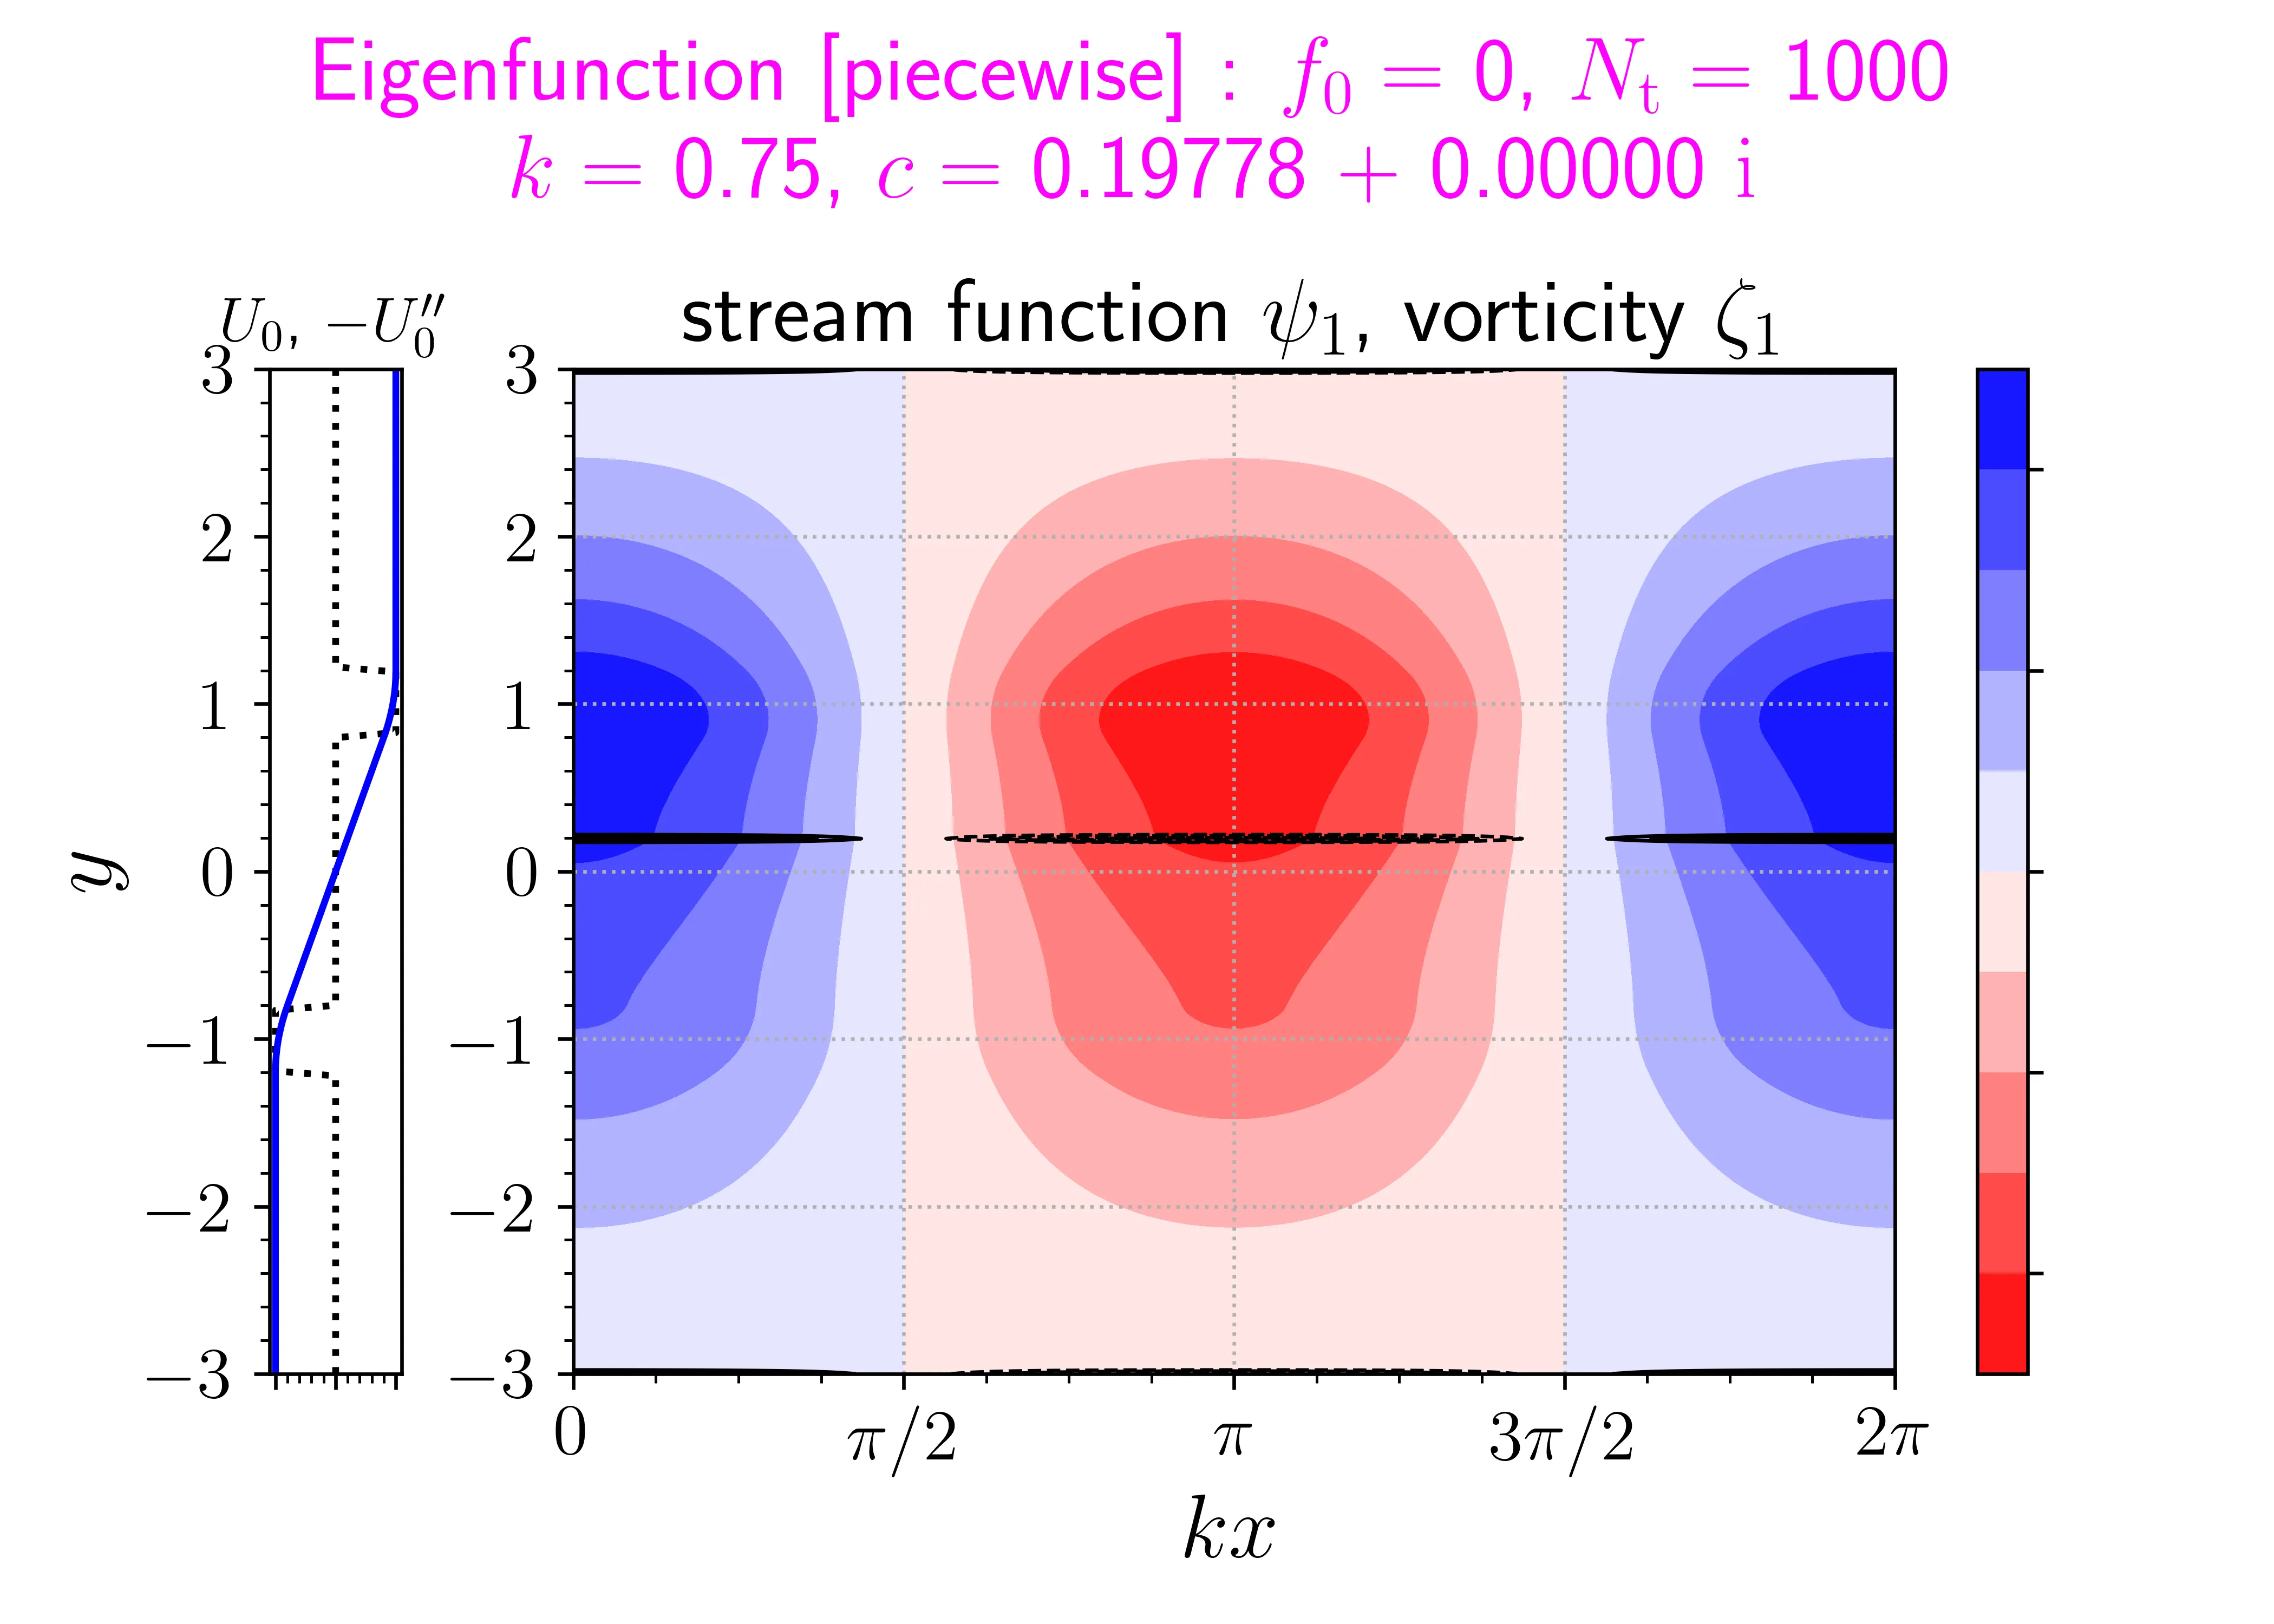 Eigenfunction [piecewise] : f₀ = 0, Nₜ = 1000
k = 0.75, c = 0.19778 + 0.00000 i
U₀, −U₀″
stream function ψ₁, vorticity ζ₁
3
2
1
0
−1
−2
−3
y
3
2
1
0
−1
−2
−3
0 π/2 π 3π/2 2π
kx